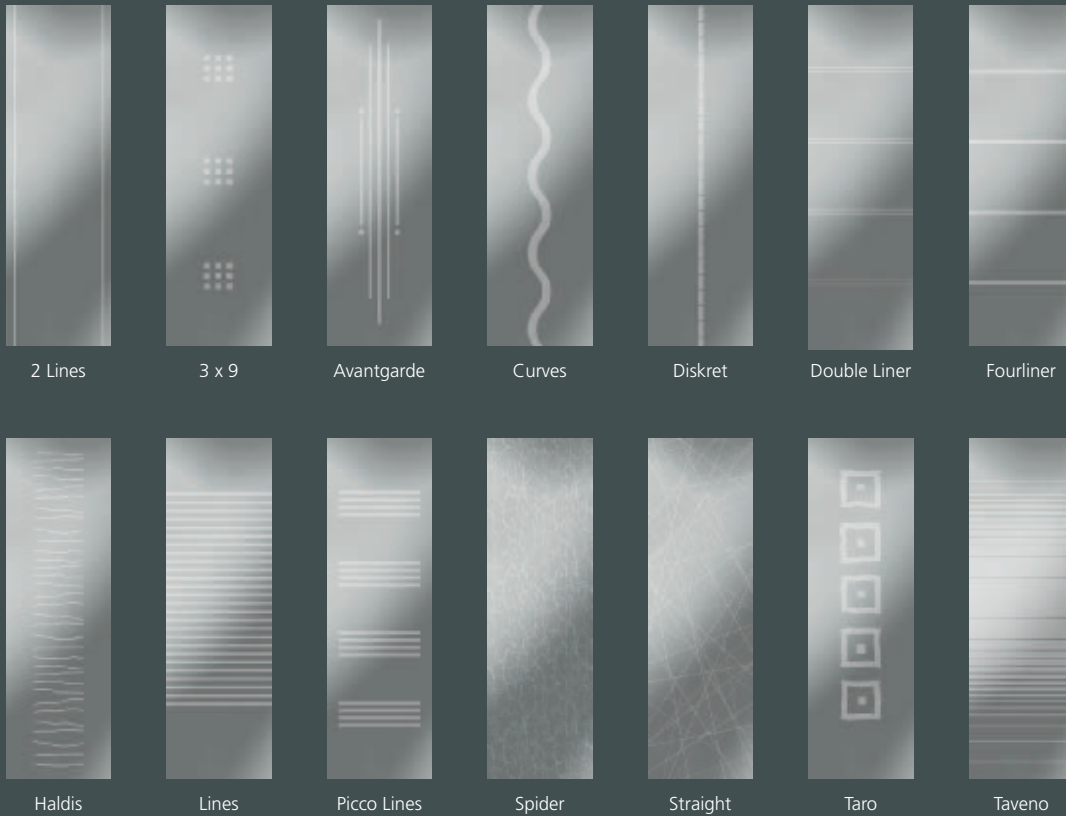 2 Lines
3 x 9
Avantgarde
Curves
Diskret
Double Liner
Fourliner
Haldis
Lines
Picco Lines
Spider
Straight
Taro
Taveno